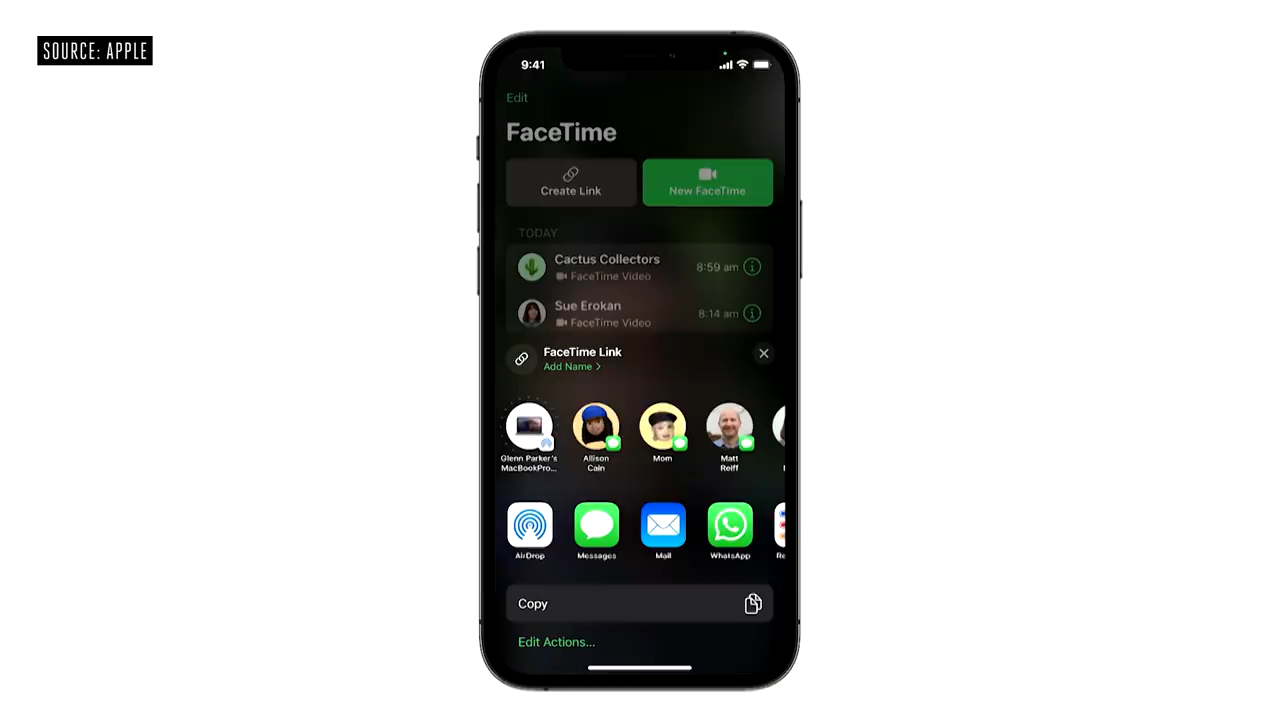 SOURCE: APPLE
9:41
Edit
FaceTime
Create Link
New FaceTime
TODAY
Cactus Collectors
FaceTime Video
8:59 am
Sue Erokan
FaceTime Video
8:14 am
FaceTime Link
Add Name >
Glenn Parker's
MacBookPro...
Allison
Cain
Mom
Matt
Reiff
AirDrop
Messages
Mail
WhatsApp
Copy
Edit Actions...